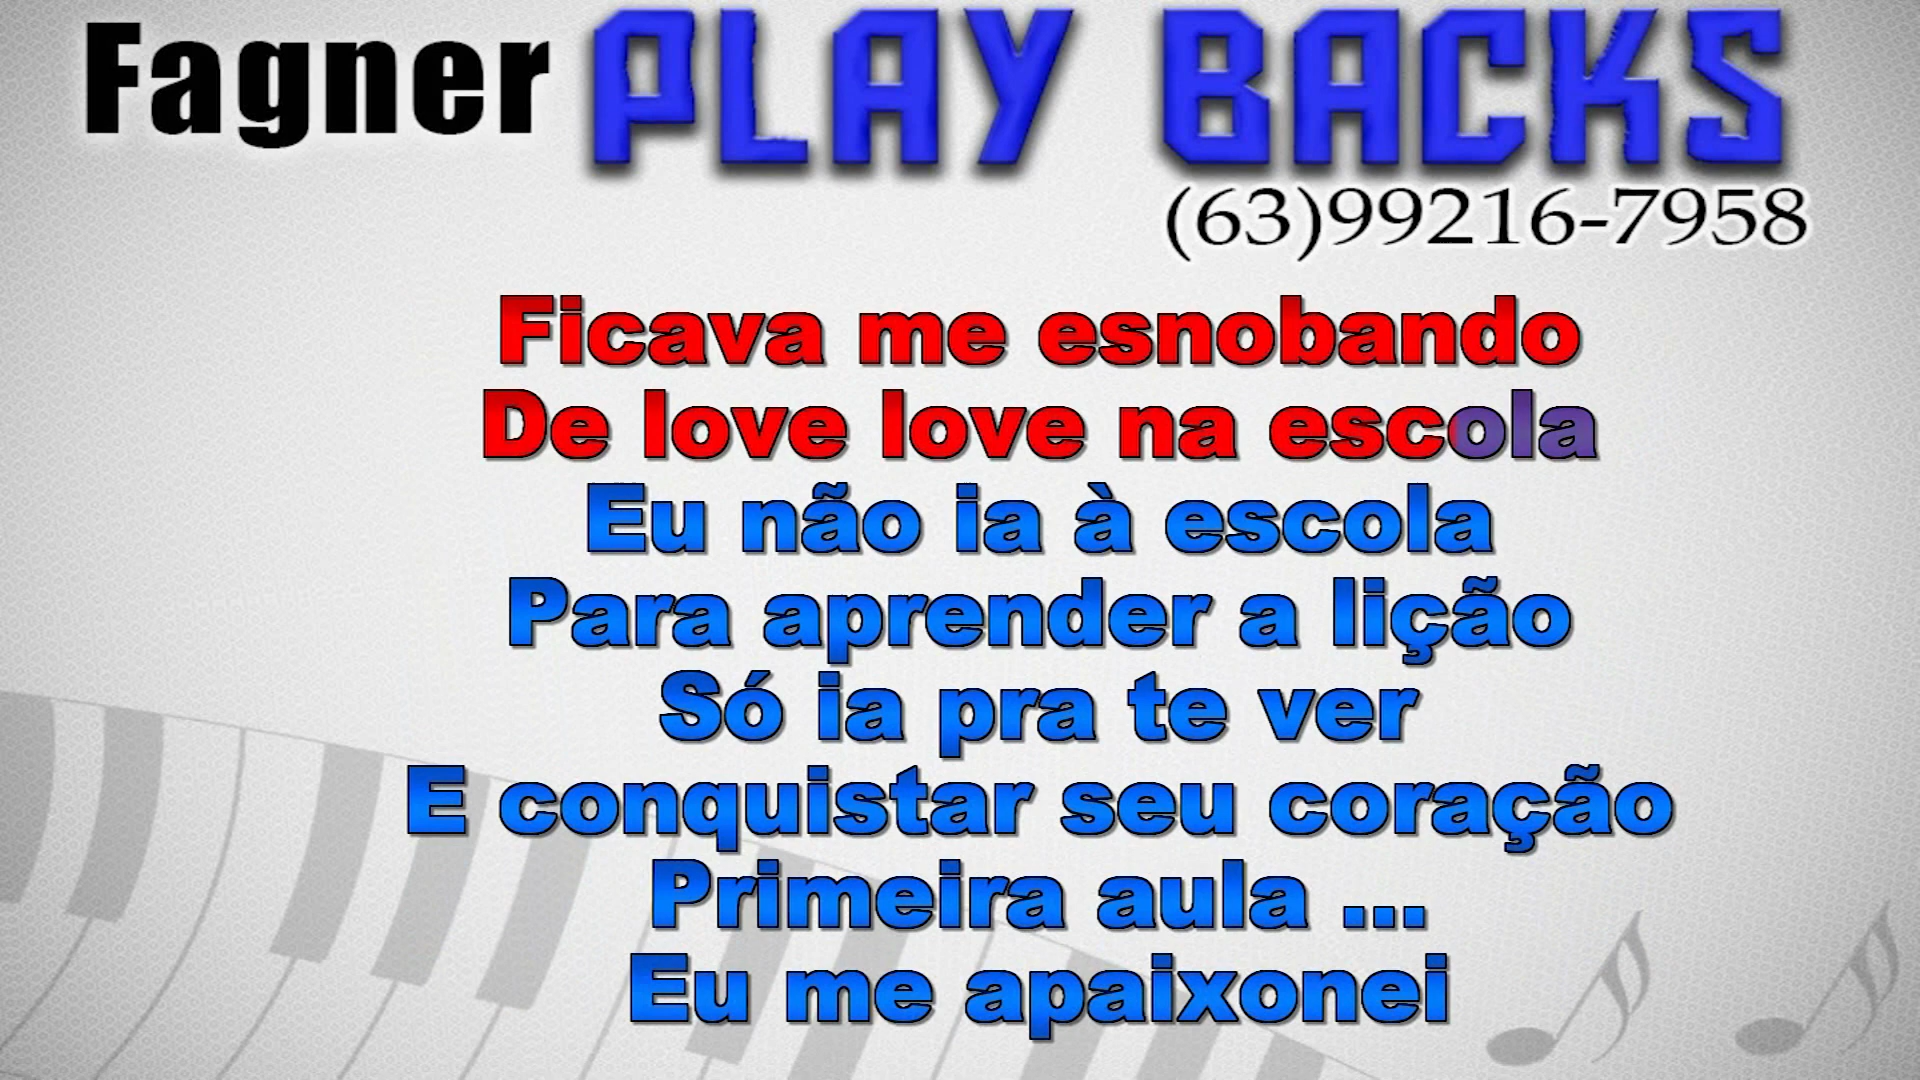 Fagner PLAY BACKS
(63)99216-7958
Ficava me esnobando
De love love na escola
Eu não ia à escola
Para aprender a lição
Só ia pra te ver
E conquistar seu coração
Primeira aula ...
Eu me apaixonei